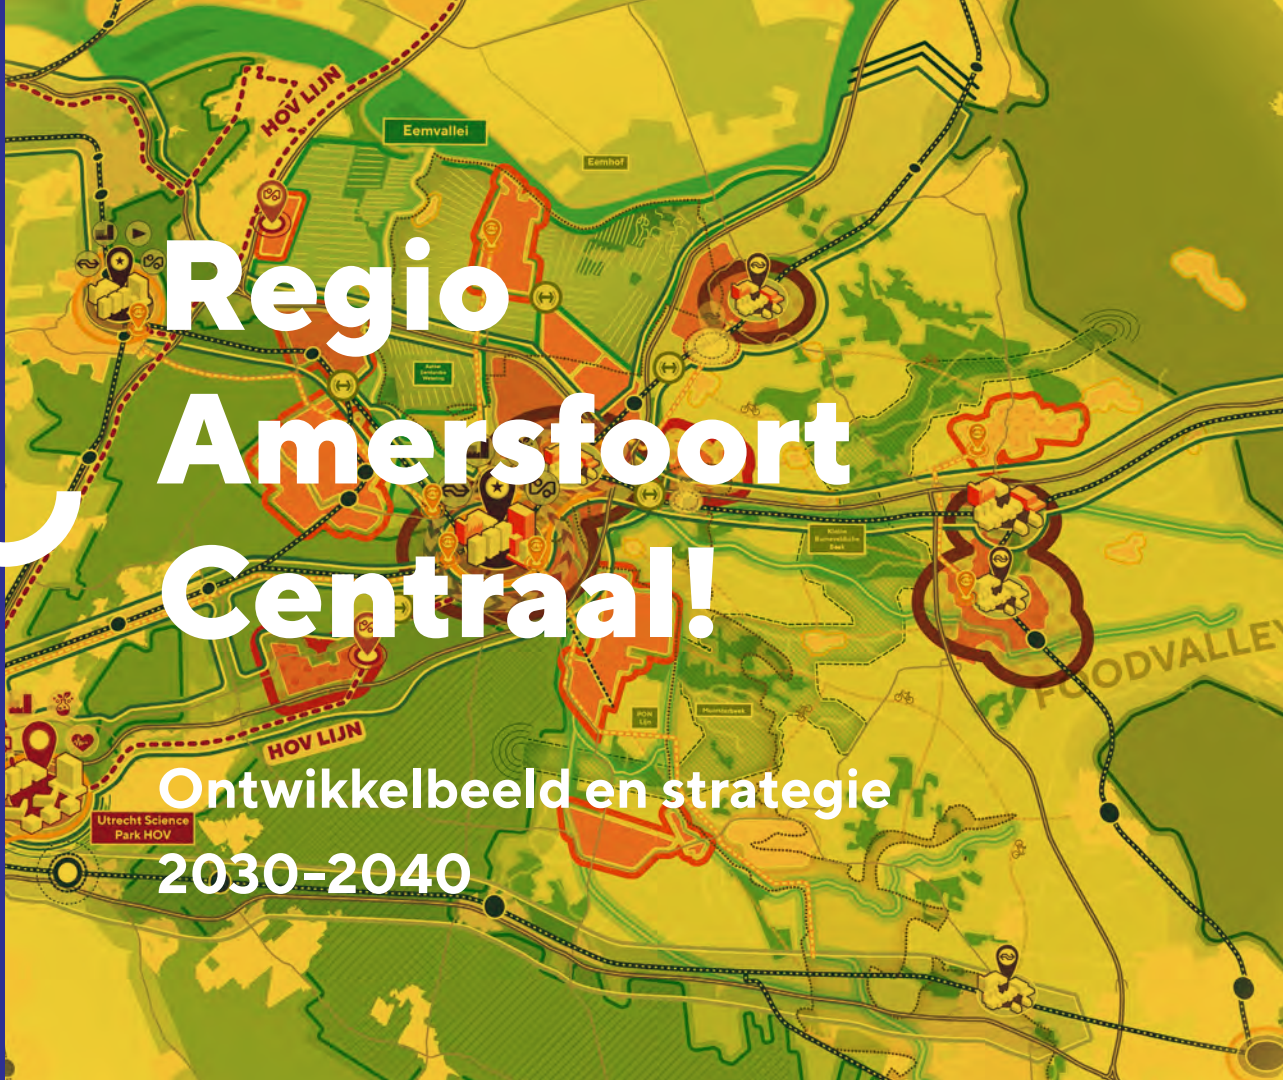 HOV LIJN
Eemvallei
Eemhof
Regio
Amersfoort
Centraal!
FOODVALLEY
HOV LIJN
Ontwikkelbeeld en strategie
2030-2040
Utrecht Science
Park HOV